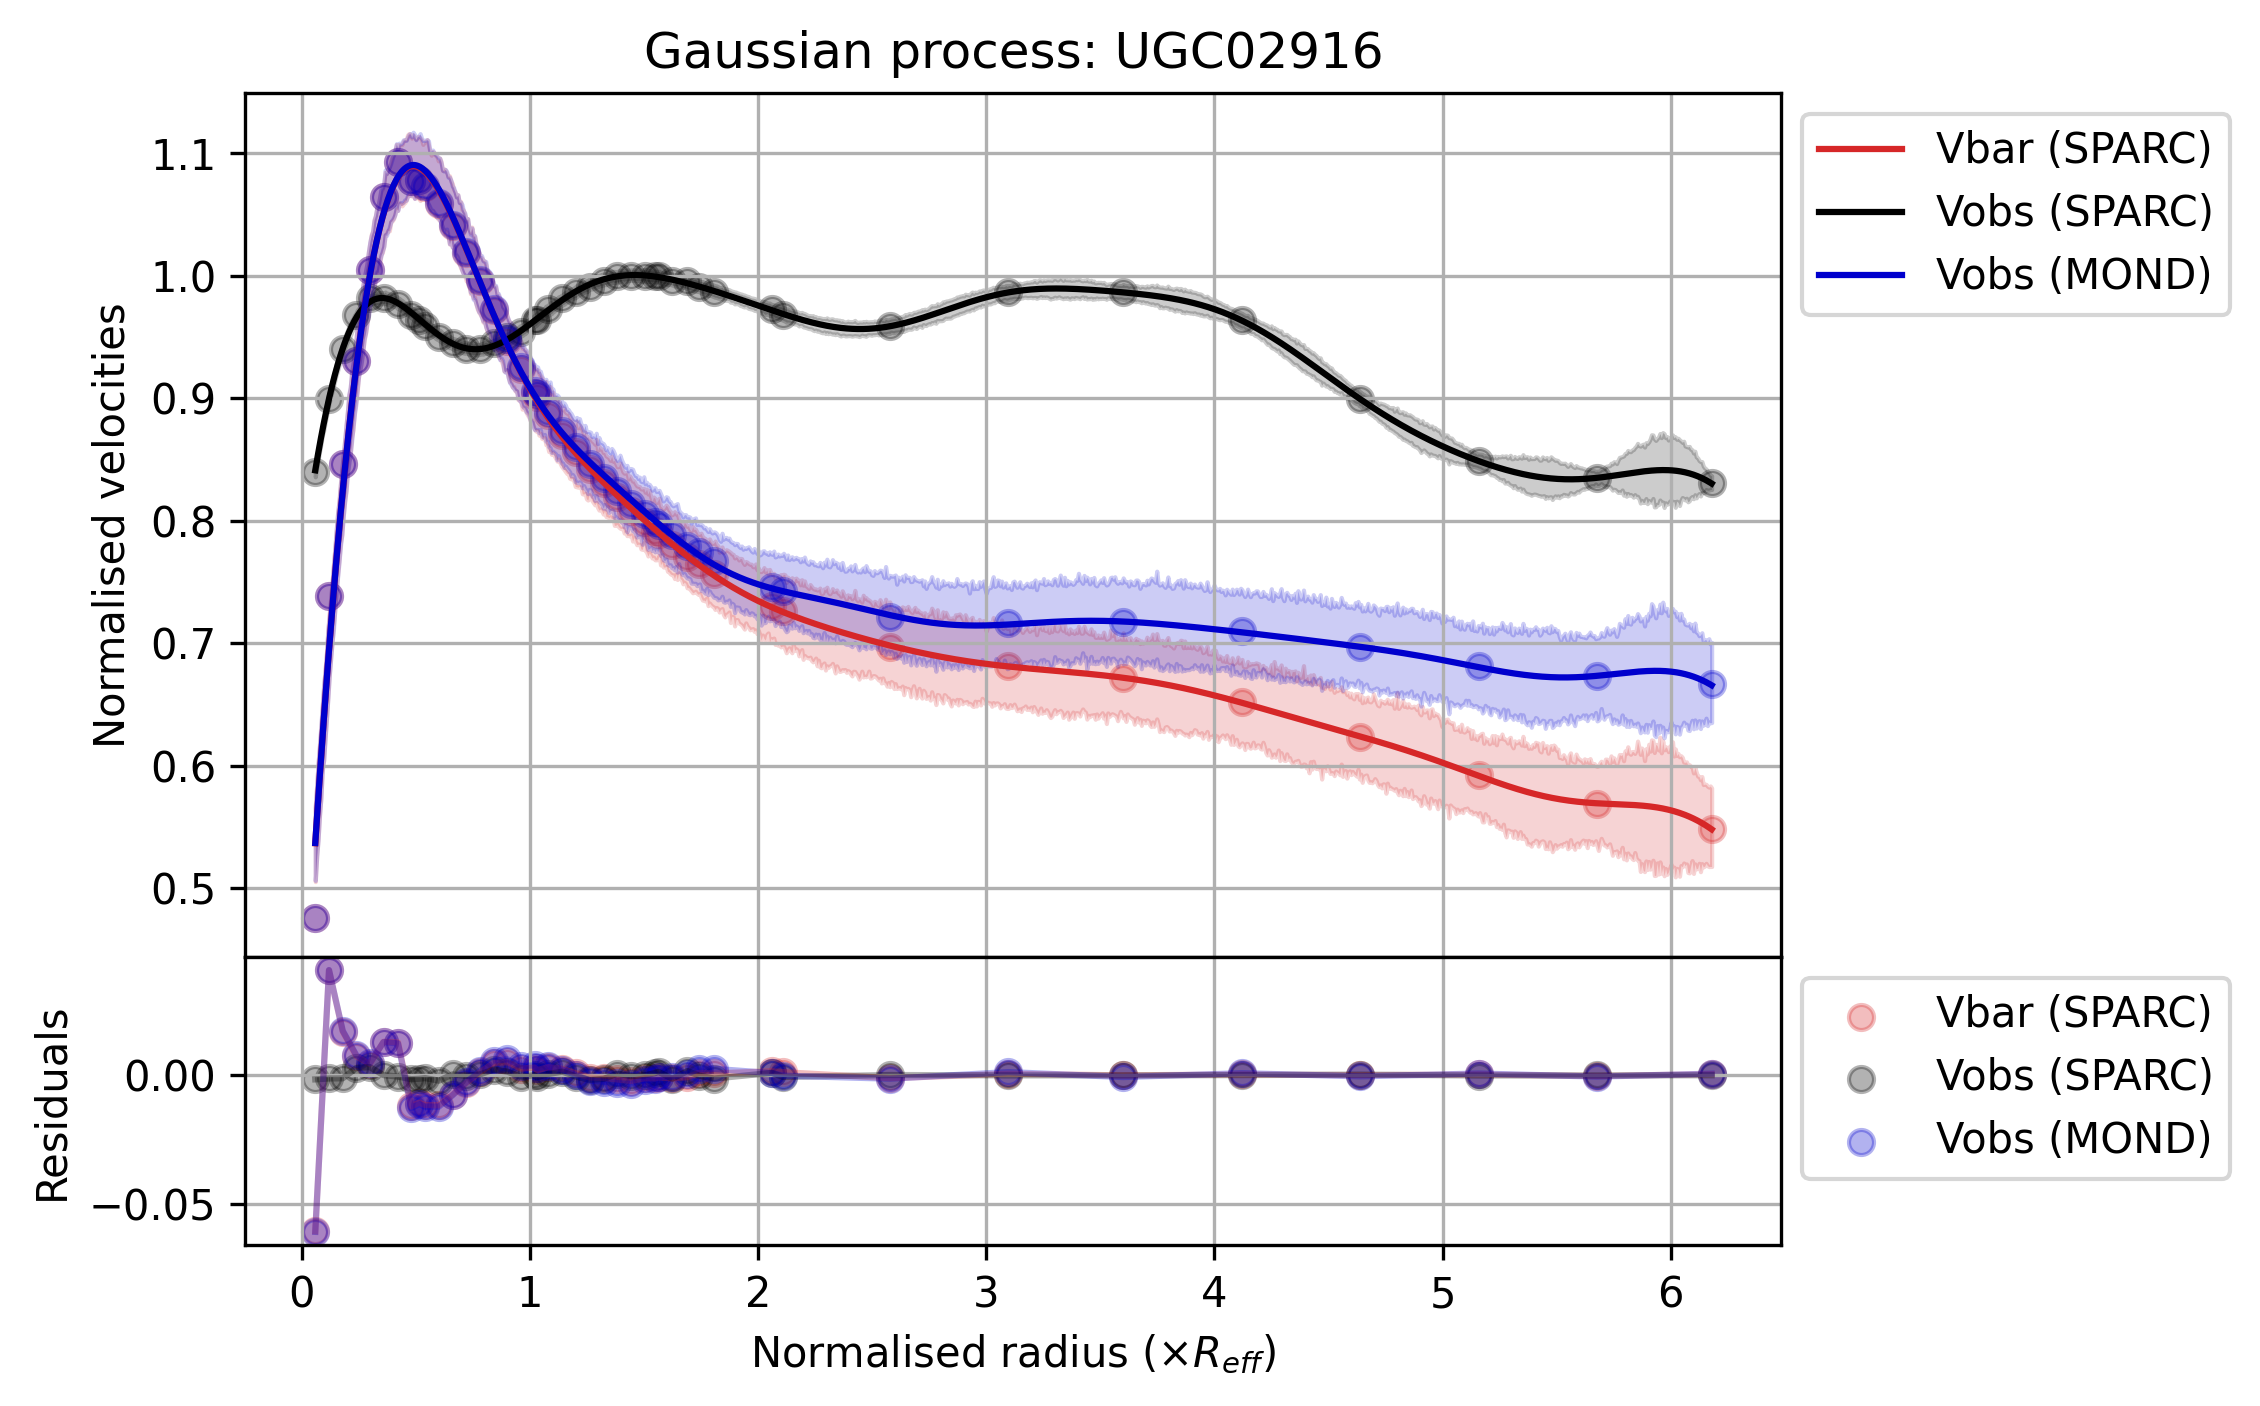 Gaussian process: UGC02916
Normalised velocities
1.1
1.0
0.9
0.8
0.7
0.6
0.5
Vbar (SPARC)
Vobs (SPARC)
Vobs (MOND)
Residuals
0.00
−0.05
Vbar (SPARC)
Vobs (SPARC)
Vobs (MOND)
0 1 2 3 4 5 6
Normalised radius (×R_eff)